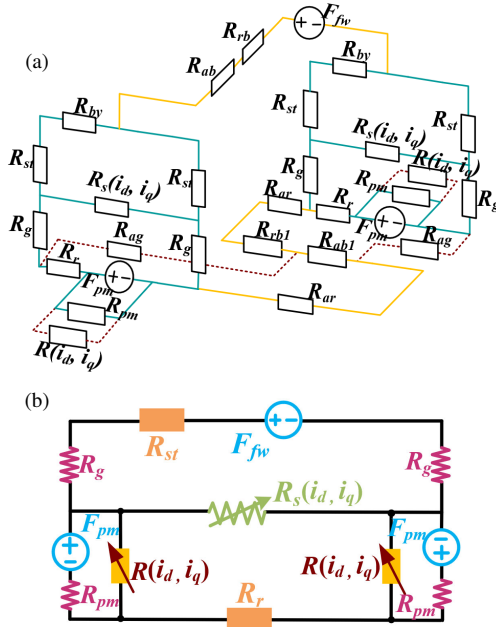 (a)
R_rb
F_fw
R_ab
R_by
R_by
R_st
R_st
R_s(i_d, i_q)
R(i_d, i_q)
R_st
R_s(i_d, i_q)
R_st
R_g
R_pm
R_g
R_ar
R_r
R_g
R_ag
R_g
R_rb1
F_pm
R_ag
R_r
R_ab1
F_pm
R_ar
R_pm
R(i_d, i_q)
(b)
R_st
F_fw
R_g
R_g
R_s(i_d, i_q)
F_pm
F_pm
R(i_d, i_q)
R(i_d, i_q)
R_pm
R_r
R_pm